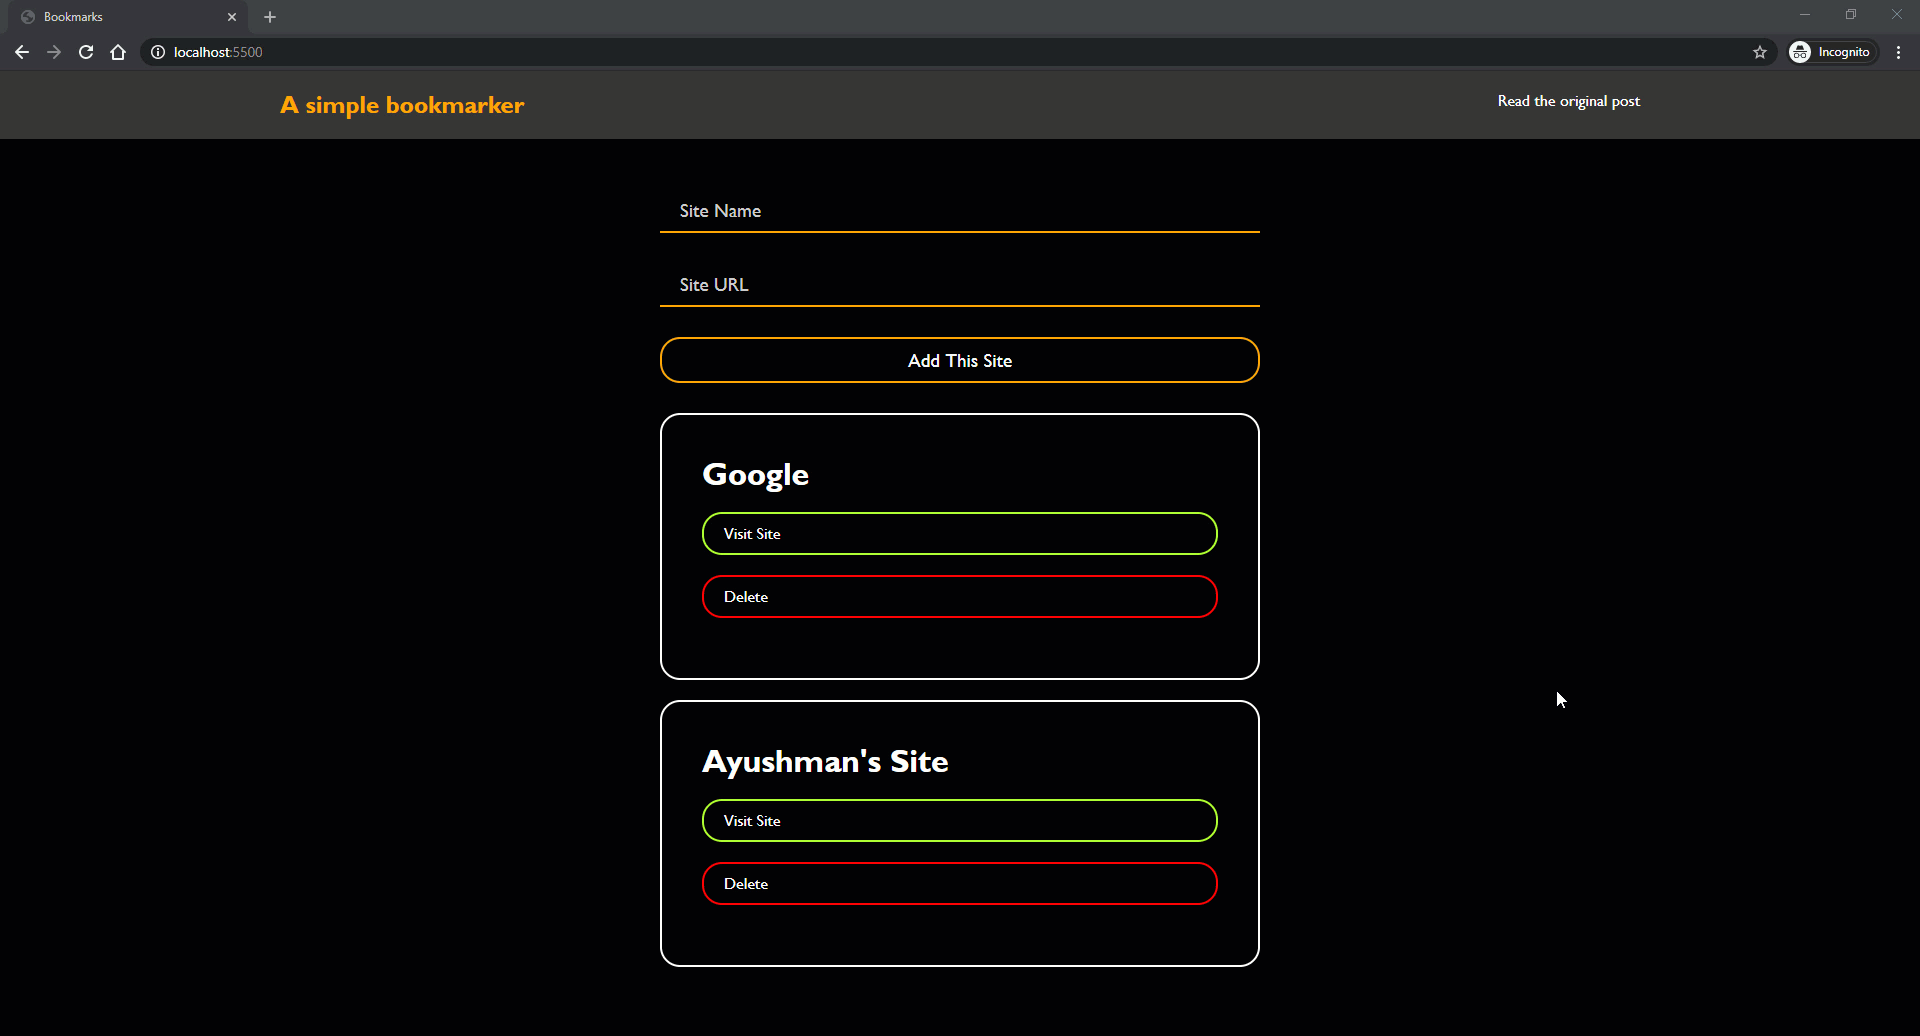 Bookmarks
localhost:5500
Incognito
A simple bookmarker
Read the original post
Site Name
Site URL
Add This Site
Google
Visit Site
Delete
Ayushman's Site
Visit Site
Delete